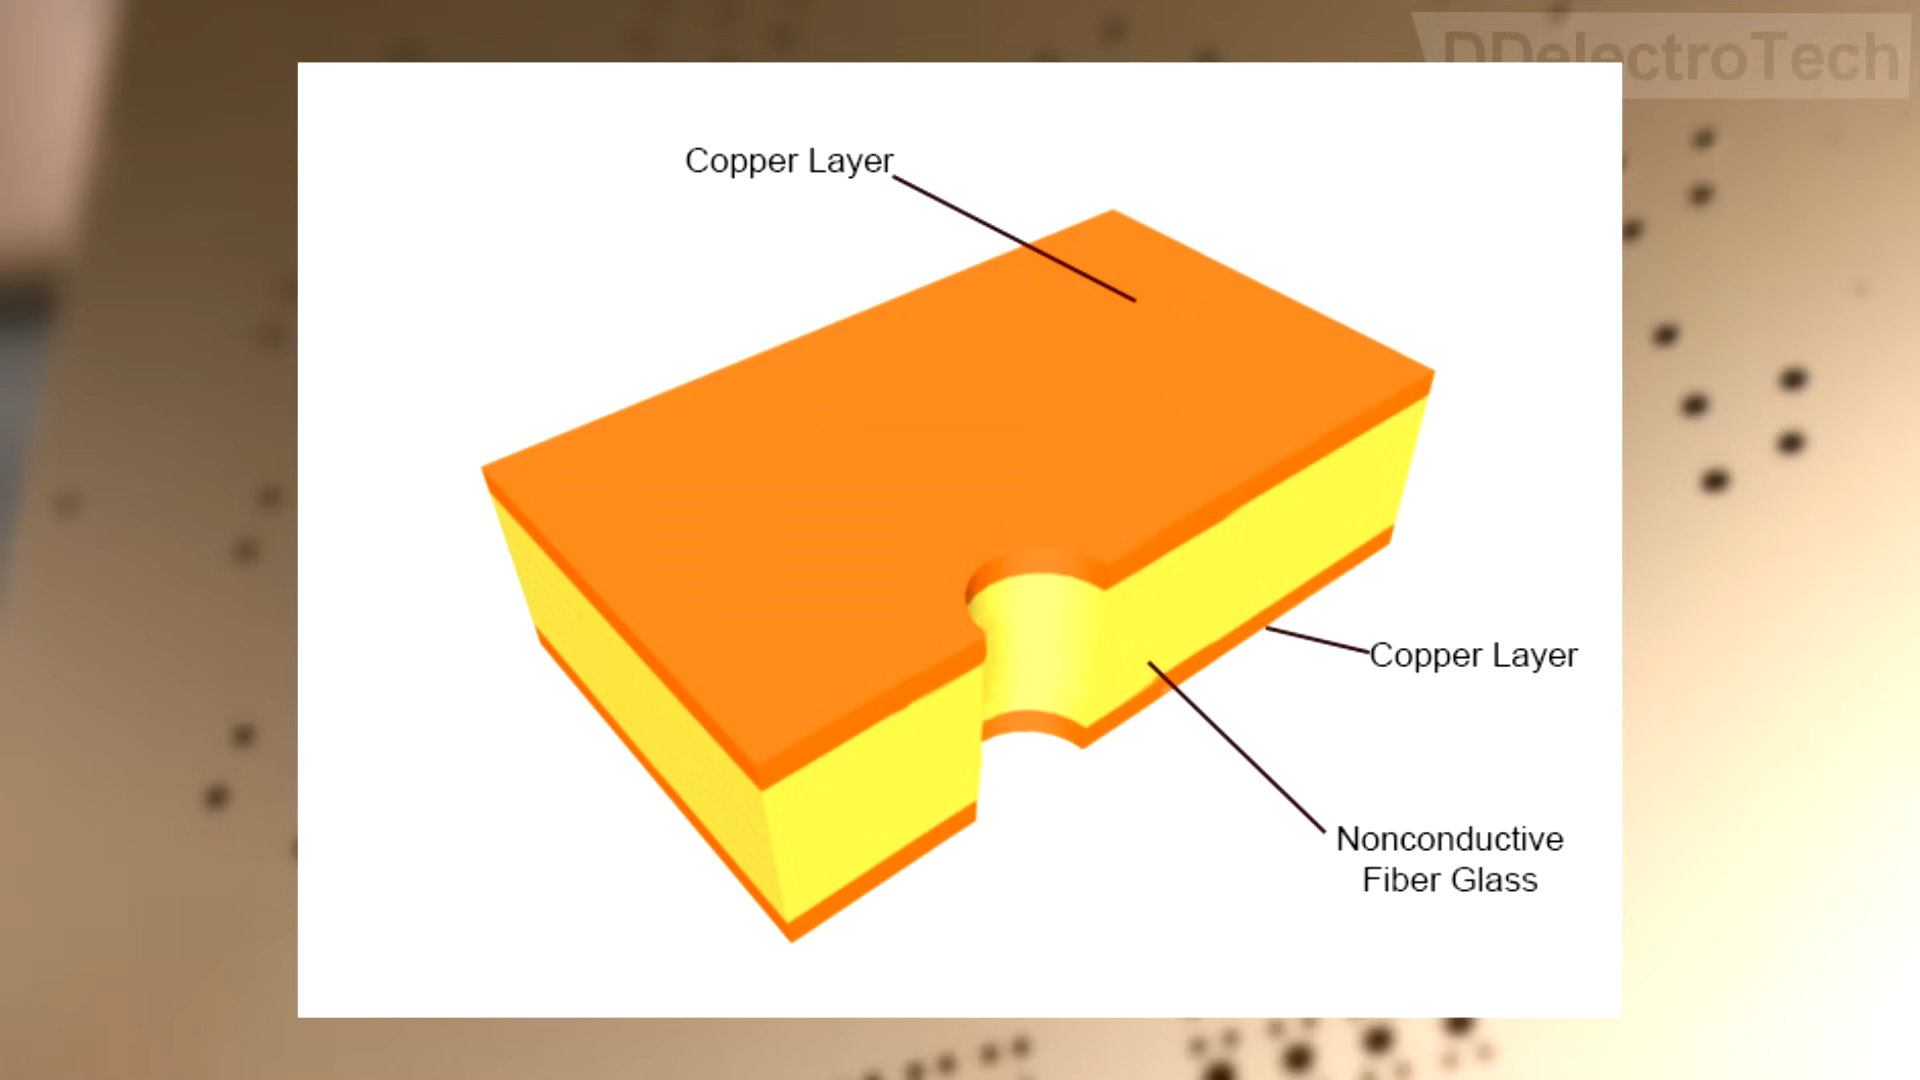 DDelectroTech
Copper Layer
Copper Layer
Nonconductive
Fiber Glass